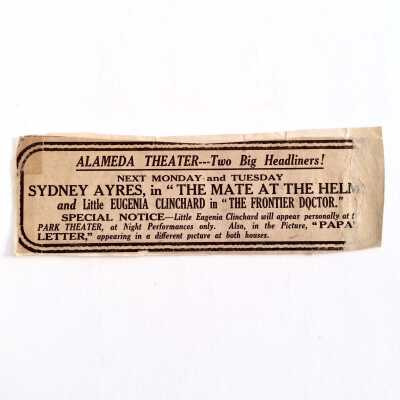 ALAMEDA THEATER---Two Big Headliners!
NEXT MONDAY and TUESDAY
SYDNEY AYRES, in "THE MATE AT THE HELM
and Little EUGENIA CLINCHARD in "THE FRONTIER DOCTOR."
SPECIAL NOTICE—Little Eugenia Clinchard will appear personally at t
PARK THEATER, at Night Performances only. Also, in the Picture, "PAPA'
LETTER," appearing in a different picture at both houses.